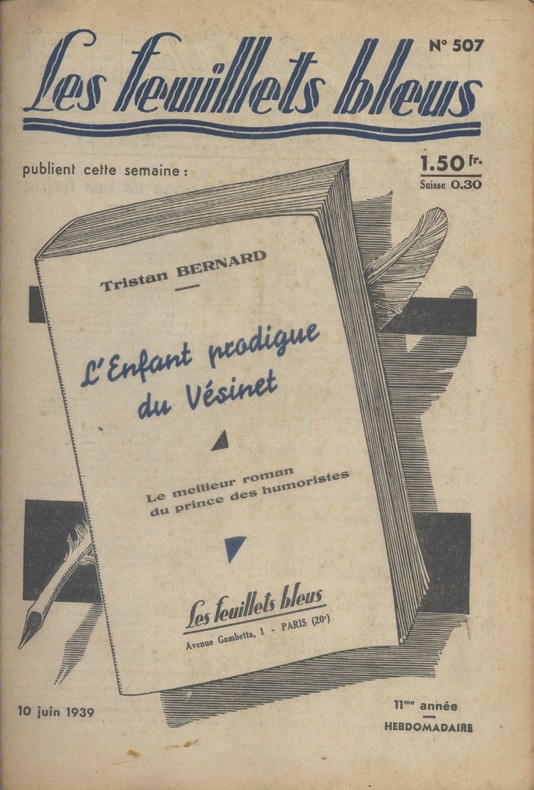 N° 507
Les feuillets bleus
publient cette semaine :
1.50 fr.
Suisse 0.30
Tristan BERNARD
L'Enfant prodigue
du Vésinet
Le meilleur roman
du prince des humoristes
Les feuillets bleus
Avenue Gambetta, 1 - PARIS (20e)
10 juin 1939
11me année
HEBDOMADAIRE